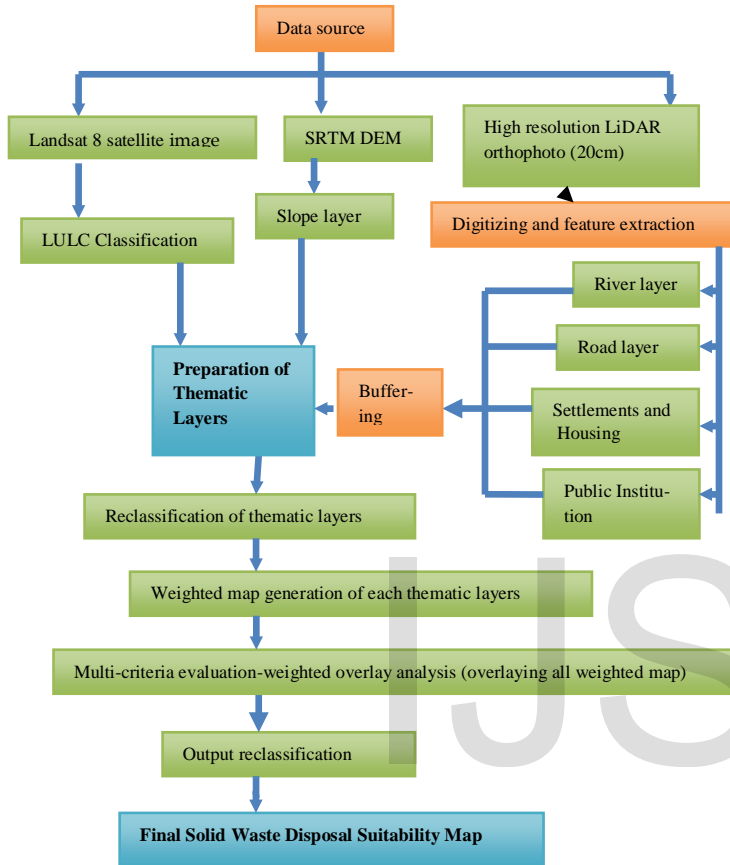 Data source
Landsat 8 satellite image
SRTM DEM
High resolution LiDAR
orthophoto (20cm)
LULC Classification
Slope layer
Digitizing and feature extraction
River layer
Road layer
Preparation of
Thematic
Layers
Buffer-
ing
Settlements and
Housing
Public Institu-
tion
Reclassification of thematic layers
Weighted map generation of each thematic layers
Multi-criteria evaluation-weighted overlay analysis (overlaying all weighted map)
Output reclassification
Final Solid Waste Disposal Suitability Map
IJS